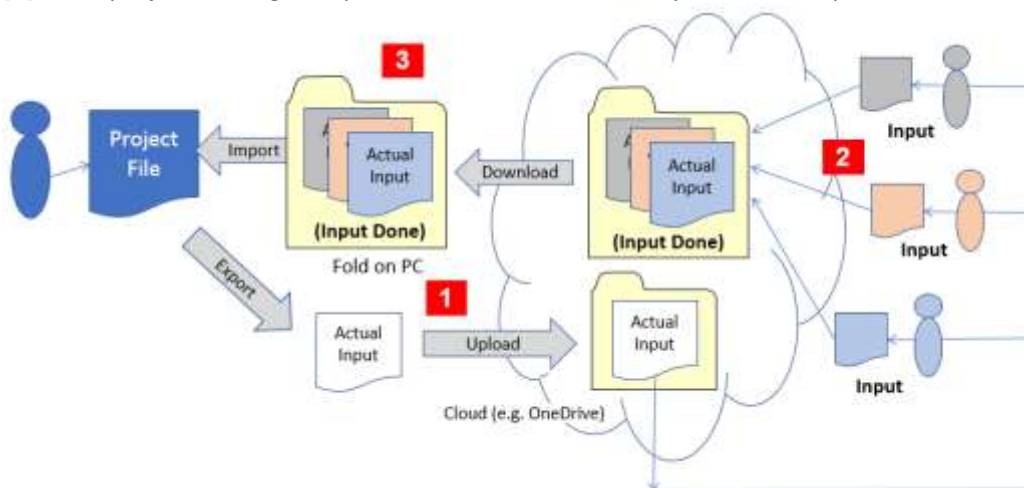 3
Project
File
Import
Actual
Input
(Input Done)
Fold on PC
Download
Actual
Input
(Input Done)
2
Input
Input
Input
Export
1
Actual
Input
Upload
Actual
Input
Cloud (e.g. OneDrive)